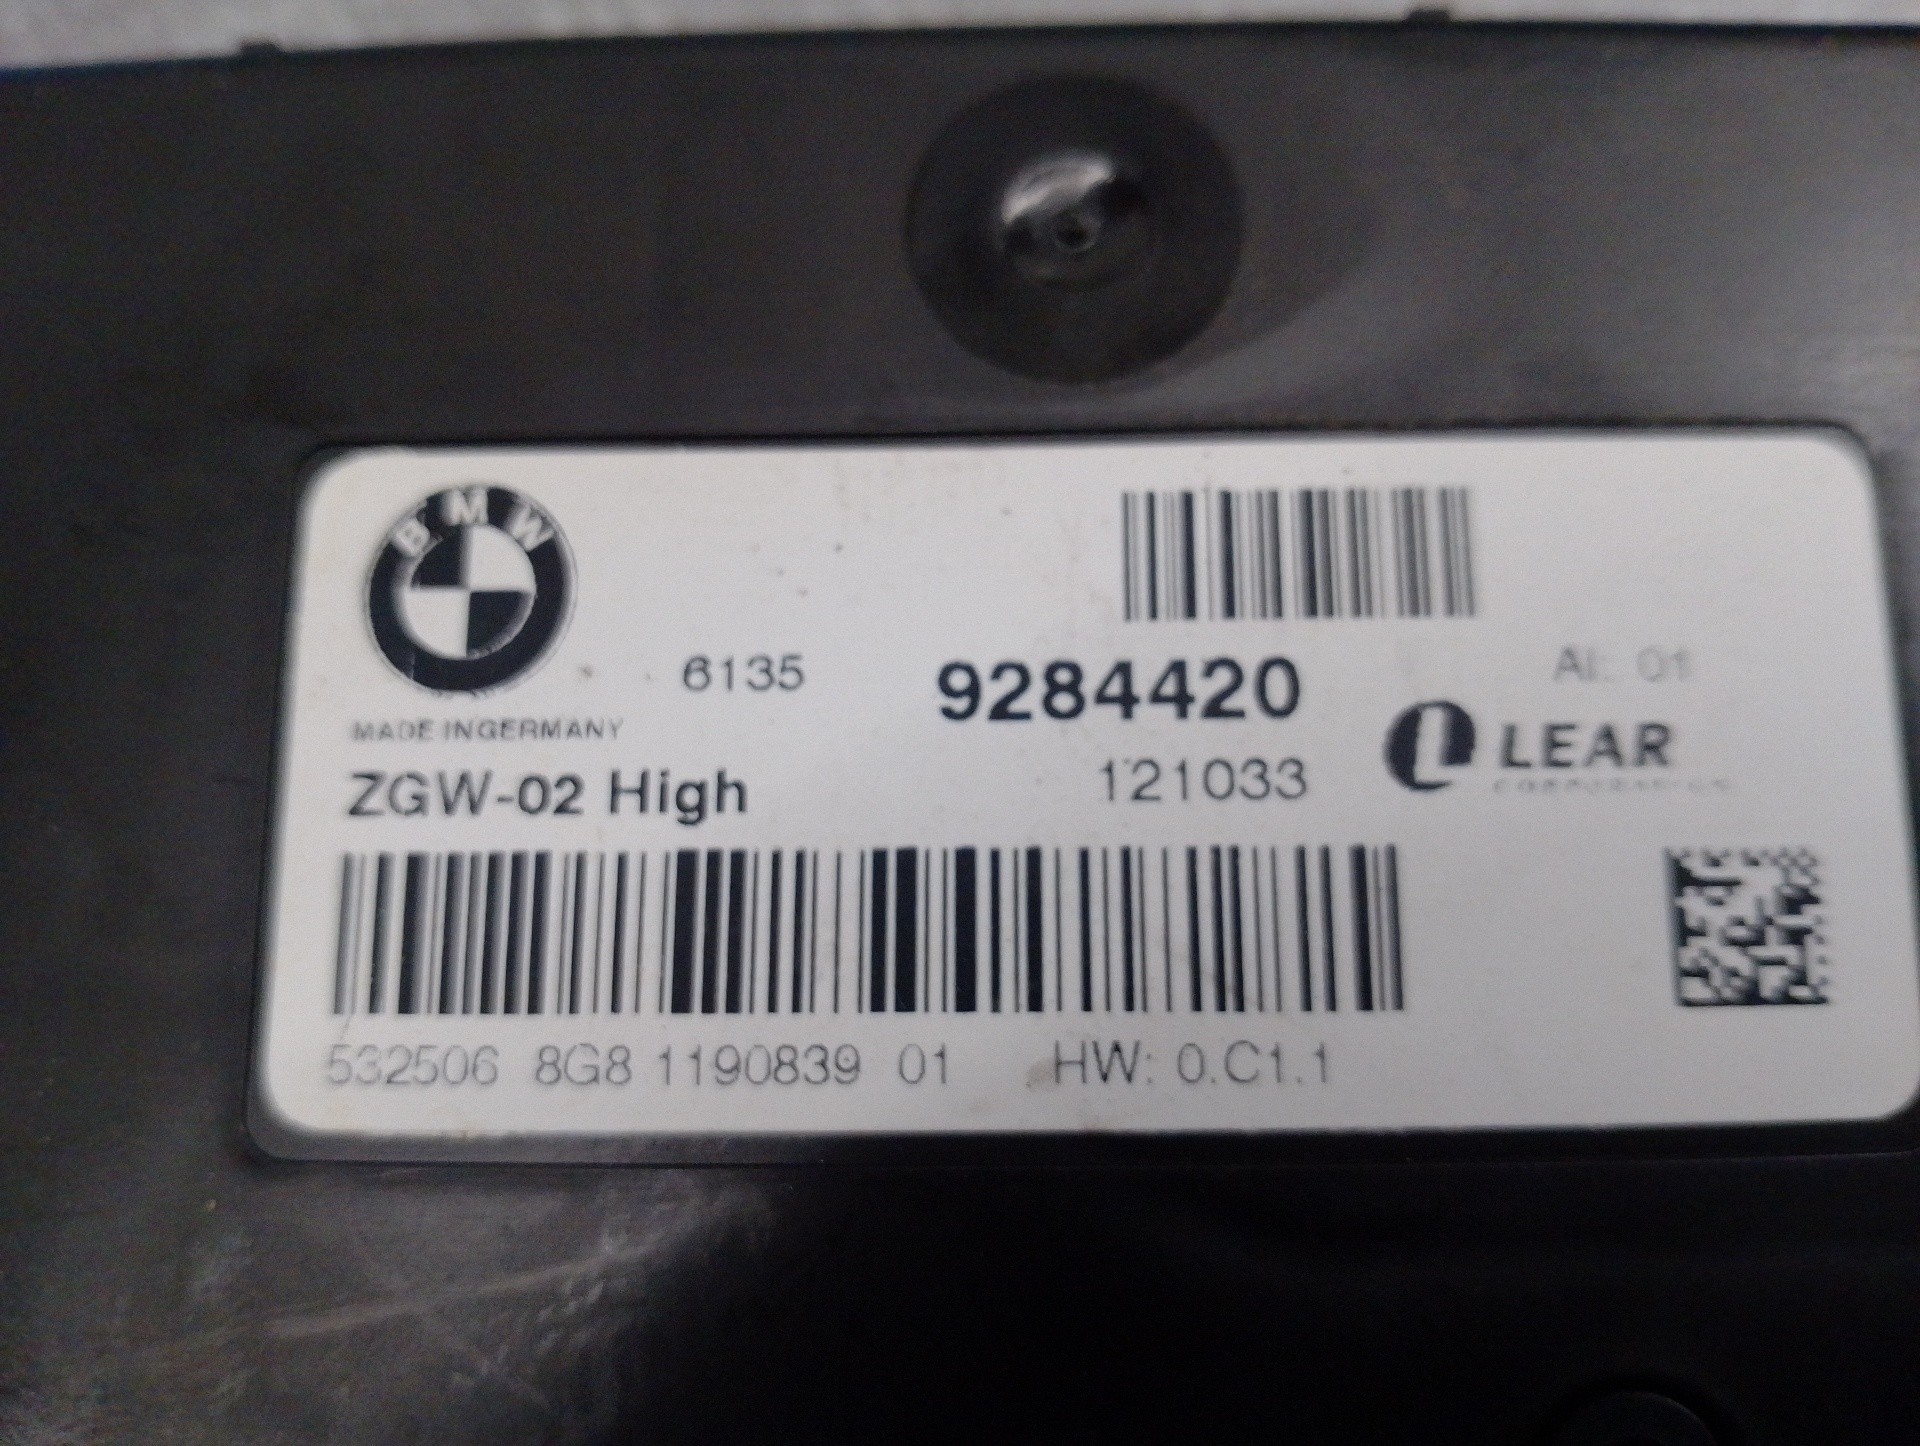 BMW
6135 9284420 AI: 01
MADE IN GERMANY
LEAR
CORPORATION
ZGW-02 High 121033
532506 8G8 1190839 01 HW: 0.C1.1